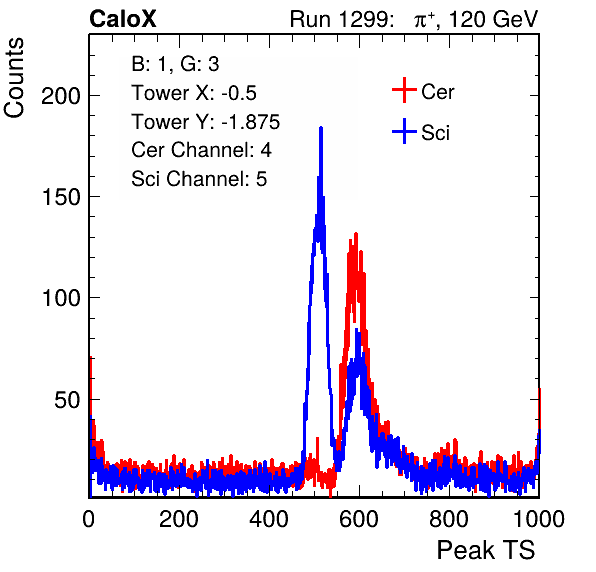 CaloX Run 1299: π⁺, 120 GeV
Counts
B: 1, G: 3
Tower X: -0.5
Tower Y: -1.875
Cer Channel: 4
Sci Channel: 5
Cer
Sci
200
150
100
50
0 200 400 600 800 1000
Peak TS